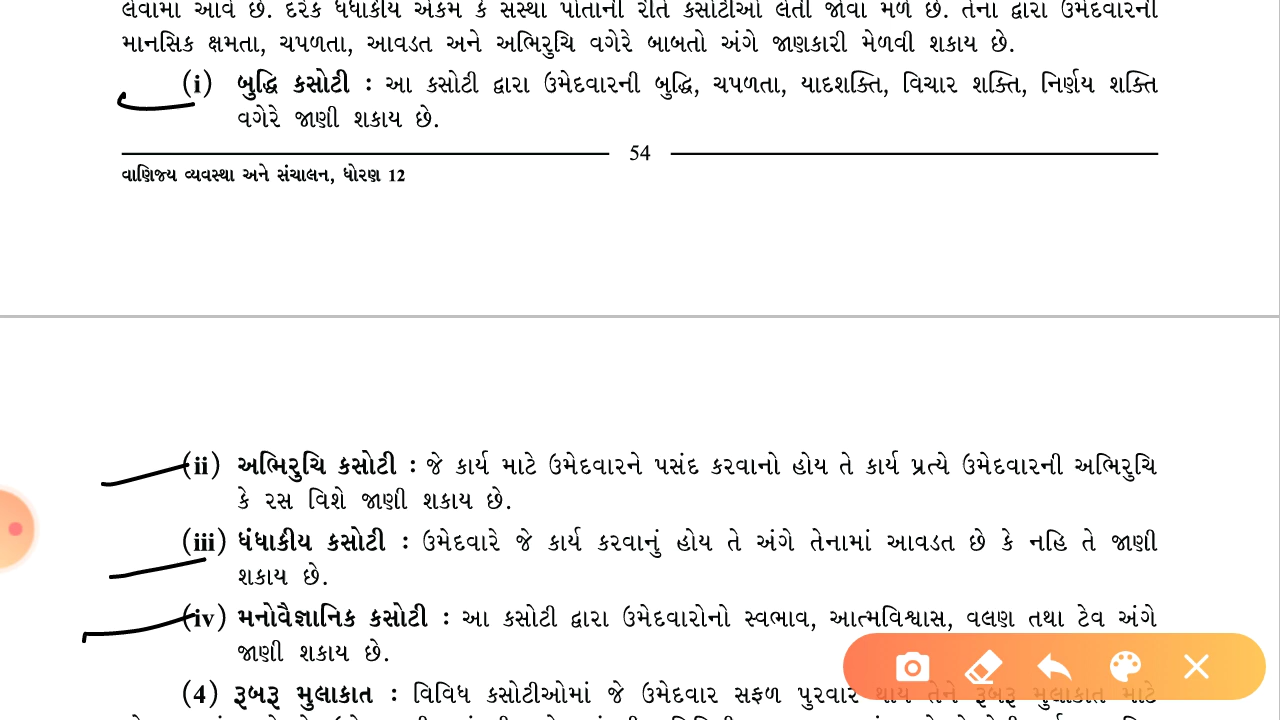 લેવામાં આવે છે. દરેક ધંધાકીય એકમ કે સંસ્થા પોતાની રીતે કસોટીઓ લેતી જોવા મળે છે. તેના દ્વારા ઉમેદવારની
માનસિક ક્ષમતા, ચપળતા, આવડત અને અભિરુચિ વગેરે બાબતો અંગે જાણકારી મેળવી શકાય છે.
(i) બુદ્ધિ કસોટી : આ કસોટી દ્વારા ઉમેદવારની બુદ્ધિ, ચપળતા, યાદશક્તિ, વિચાર શક્તિ, નિર્ણય શક્તિ
વગેરે જાણી શકાય છે.
54
વાણિજ્ય વ્યવસ્થા અને સંચાલન, ધોરણ 12
(ii) અભિરુચિ કસોટી : જે કાર્ય માટે ઉમેદવારને પસંદ કરવાનો હોય તે કાર્ય પ્રત્યે ઉમેદવારની અભિરુચિ
કે રસ વિશે જાણી શકાય છે.
(iii) ધંધાકીય કસોટી : ઉમેદવારે જે કાર્ય કરવાનું હોય તે અંગે તેનામાં આવડત છે કે નહિ તે જાણી
શકાય છે.
(iv) મનોવૈજ્ઞાનિક કસોટી : આ કસોટી દ્વારા ઉમેદવારોનો સ્વભાવ, આત્મવિશ્વાસ, વલણ તથા ટેવ અંગે
જાણી શકાય છે.
(4) રૂબરૂ મુલાકાત : વિવિધ કસોટીઓમાં જે ઉમેદવાર સફળ પુરવાર થાય તેને રૂબરૂ મુલાકાત માટે